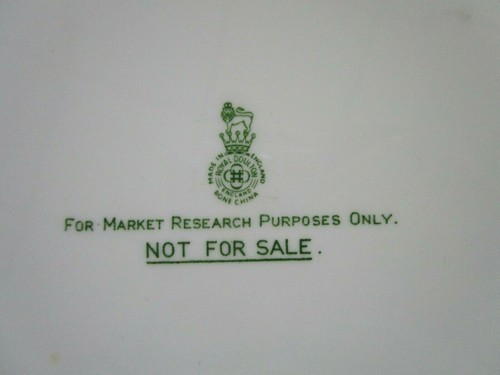 MADE IN ENGLAND
ROYAL DOULTON
ENGLAND
BONE CHINA
FOR MARKET RESEARCH PURPOSES ONLY.
NOT FOR SALE.